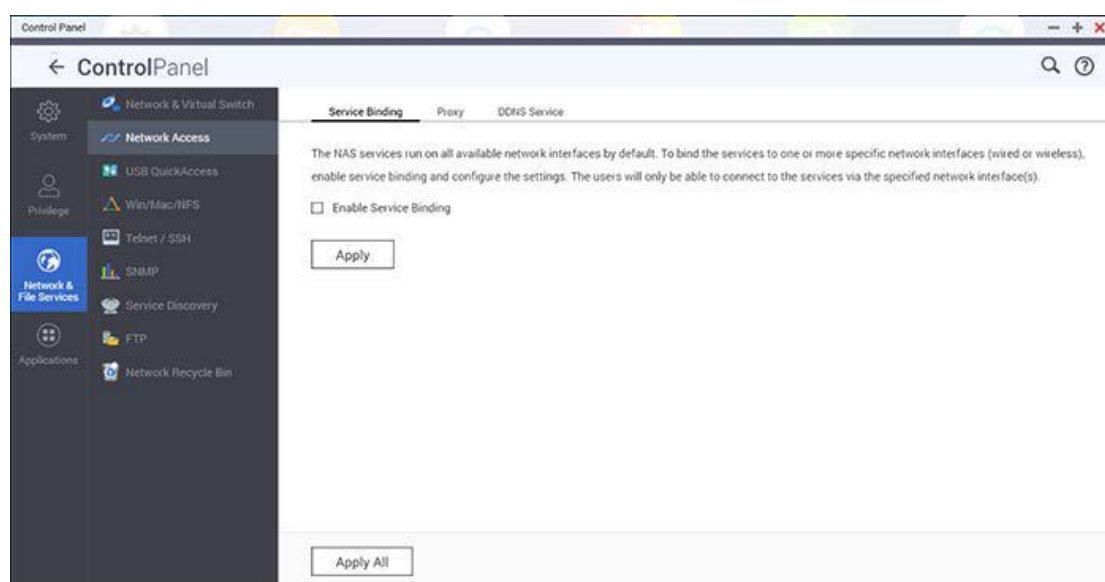 Control Panel
ControlPanel
System
Privilege
Network &
File Services
Applications
Network & Virtual Switch
Network Access
USB QuickAccess
Win/Mac/NFS
Telnet / SSH
SNMP
Service Discovery
FTP
Network Recycle Bin
Service Binding Proxy DDNS Service
The NAS services run on all available network interfaces by default. To bind the services to one or more specific network interfaces (wired or wireless),
enable service binding and configure the settings. The users will only be able to connect to the services via the specified network interface(s).
Enable Service Binding
Apply
Apply All